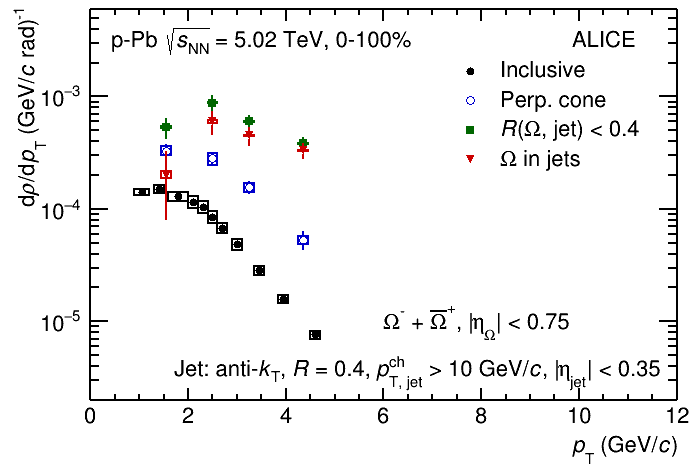 p-Pb √s_NN = 5.02 TeV, 0-100% ALICE
Inclusive
Perp. cone
R(Ω, jet) < 0.4
Ω in jets
Ω⁻ + Ω̅⁺, |η_Ω| < 0.75
Jet: anti-k_T, R = 0.4, p_T, jet^ch > 10 GeV/c, |η_jet| < 0.35
dρ/dp_T (GeV/c rad)⁻¹
10⁻³
10⁻⁴
10⁻⁵
0 2 4 6 8 10 12
p_T (GeV/c)